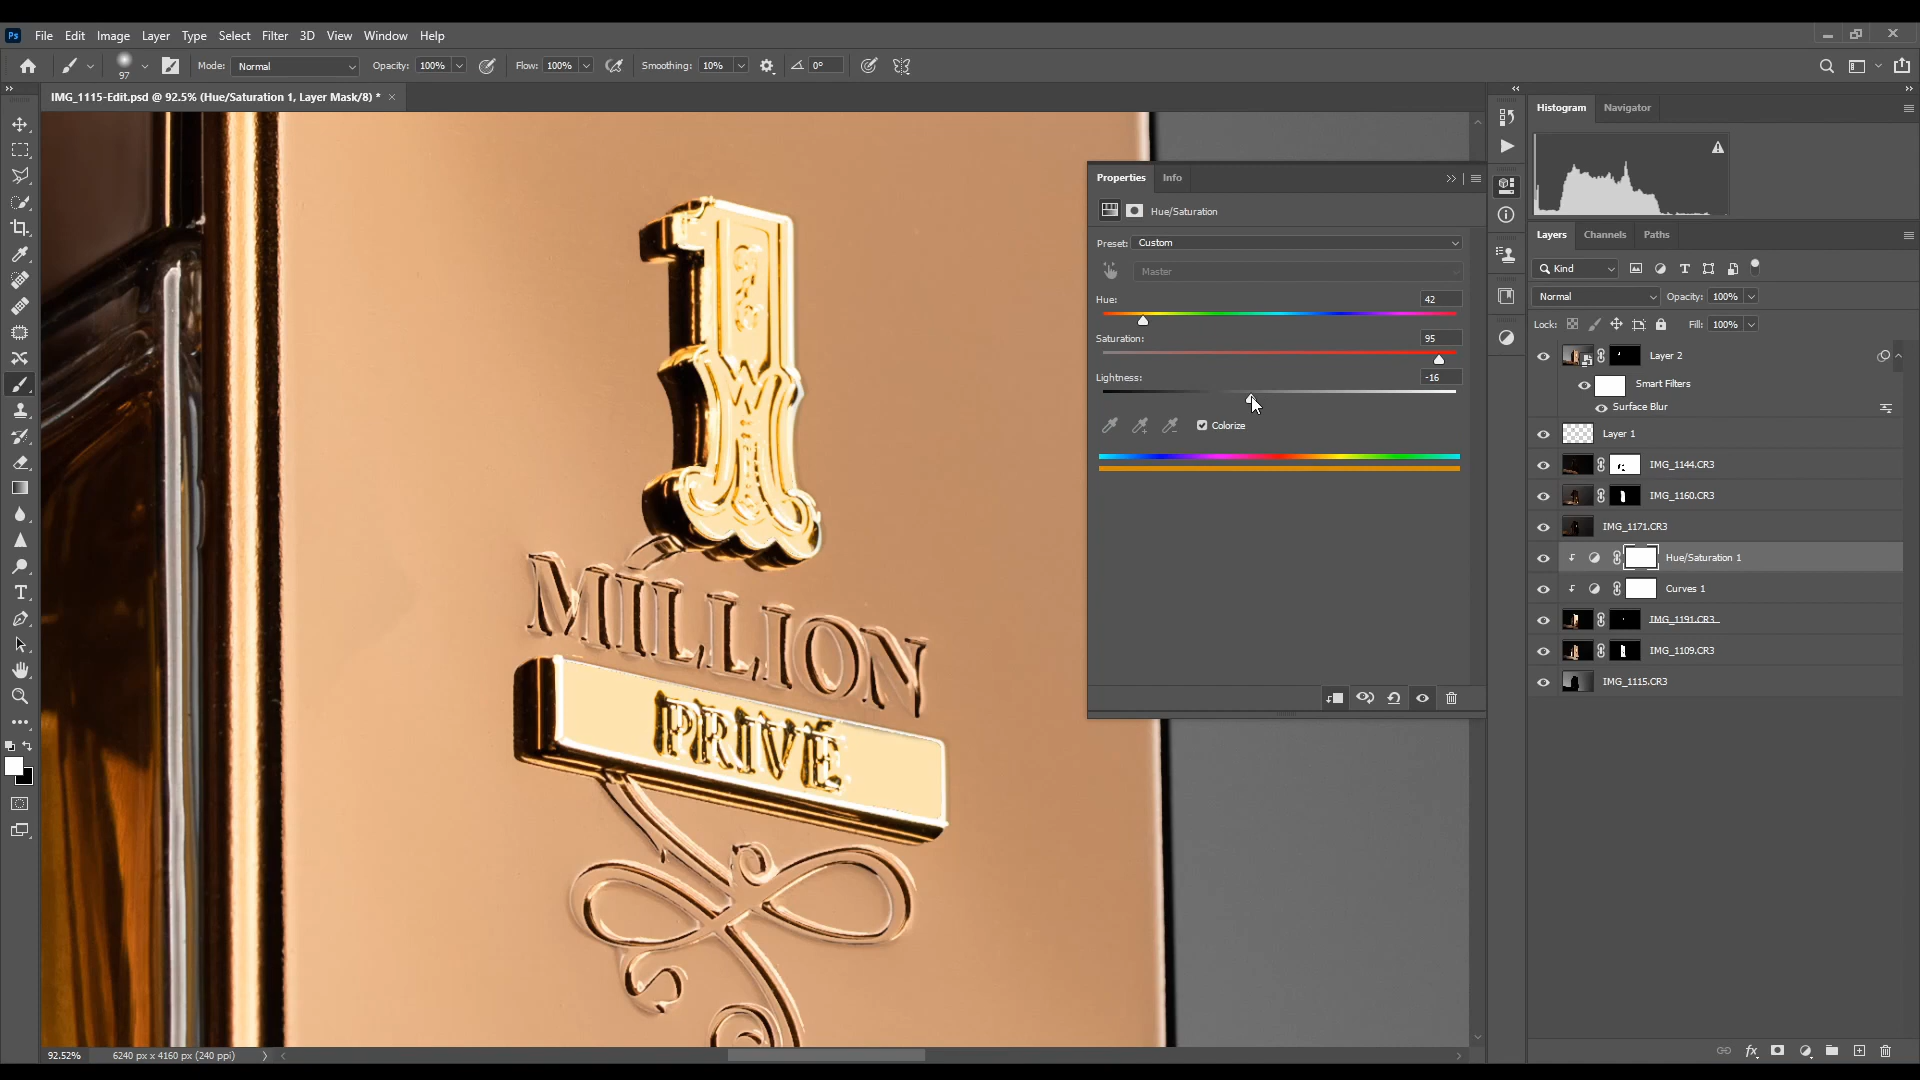 Ps File Edit Image Layer Type Select Filter 3D View Window Help
97 Mode: Normal Opacity: 100% Flow: 100% Smoothing: 10% 0°
IMG_1115-Edit.psd @ 92.5% (Hue/Saturation 1, Layer Mask/8) * ×
Histogram Navigator
Properties Info
Hue/Saturation
Preset: Custom
Master
Hue: 42
Saturation: 95
Lightness: -16
Colorize
Layers Channels Paths
Kind
Normal Opacity: 100%
Lock: Fill: 100%
Layer 2
Smart Filters
Surface Blur
Layer 1
IMG_1144.CR3
IMG_1160.CR3
IMG_1171.CR3
Hue/Saturation 1
Curves 1
IMG_1191.CR3
IMG_1109.CR3
IMG_1115.CR3
1
MILLION
PRIVÉ
92.52% 6240 px x 4160 px (240 ppi)
fx